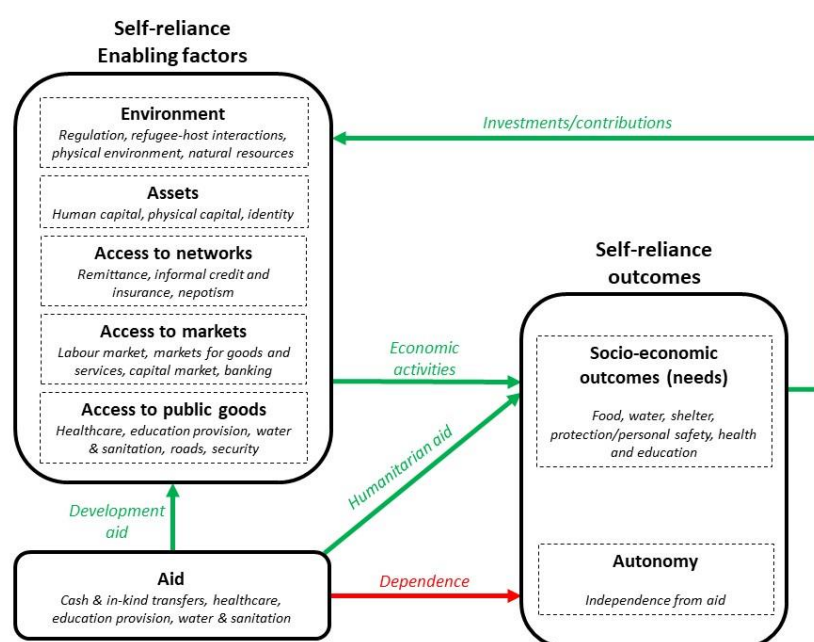 Self-reliance
Enabling factors
Environment
Regulation, refugee-host interactions,
physical environment, natural resources
Assets
Human capital, physical capital, identity
Access to networks
Remittance, informal credit and
insurance, nepotism
Access to markets
Labour market, markets for goods and
services, capital market, banking
Access to public goods
Healthcare, education provision, water
& sanitation, roads, security
Development
aid
Aid
Cash & in-kind transfers, healthcare,
education provision, water & sanitation
Investments/contributions
Economic
activities
Humanitarian aid
Dependence
Self-reliance
outcomes
Socio-economic
outcomes (needs)
Food, water, shelter,
protection/personal safety, health
and education
Autonomy
Independence from aid